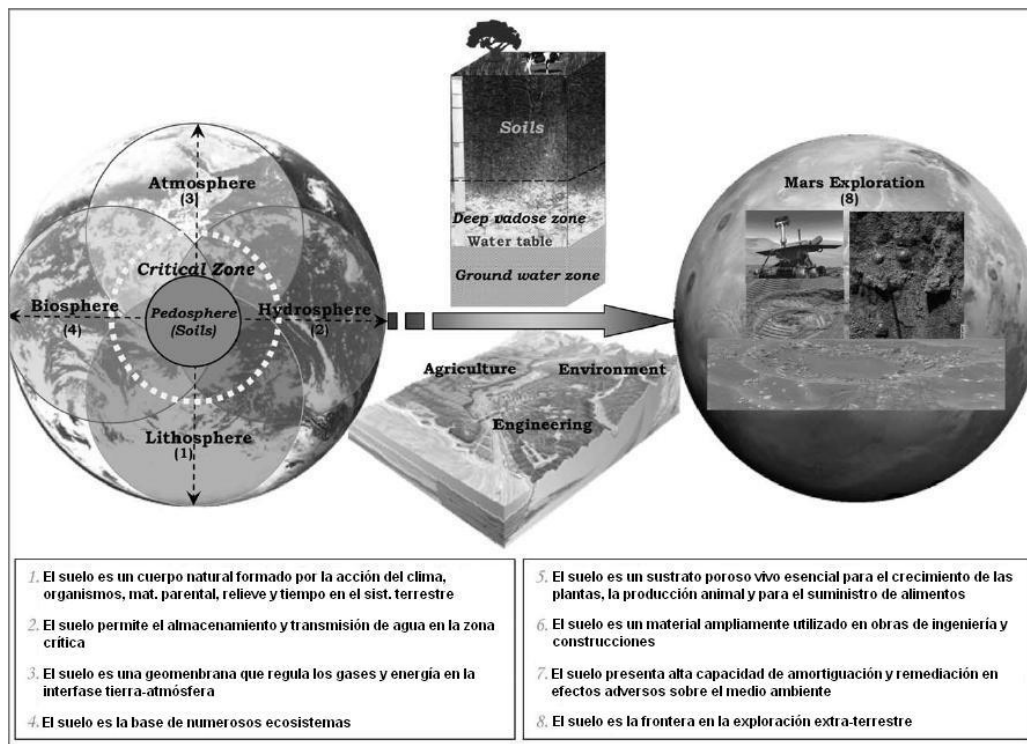 Soils
Deep vadose zone
Water table
Ground water zone
Atmosphere
(3)
Critical Zone
Biosphere
(4)
Pedosphere
(Soils)
Hydrosphere
(2)
Lithosphere
(1)
Agriculture
Environment
Engineering
Mars Exploration
(8)
1. El suelo es un cuerpo natural formado por la acción del clima,
organismos, mat. parental, relieve y tiempo en el sist. terrestre
2. El suelo permite el almacenamiento y transmisión de agua en la zona
crítica
3. El suelo es una geomenbrana que regula los gases y energía en la
interfase tierra-atmósfera
4. El suelo es la base de numerosos ecosistemas
5. El suelo es un sustrato poroso vivo esencial para el crecimiento de las
plantas, la producción animal y para el suministro de alimentos
6. El suelo es un material ampliamente utilizado en obras de ingeniería y
construcciones
7. El suelo presenta alta capacidad de amortiguación y remediación en
efectos adversos sobre el medio ambiente
8. El suelo es la frontera en la exploración extra-terrestre